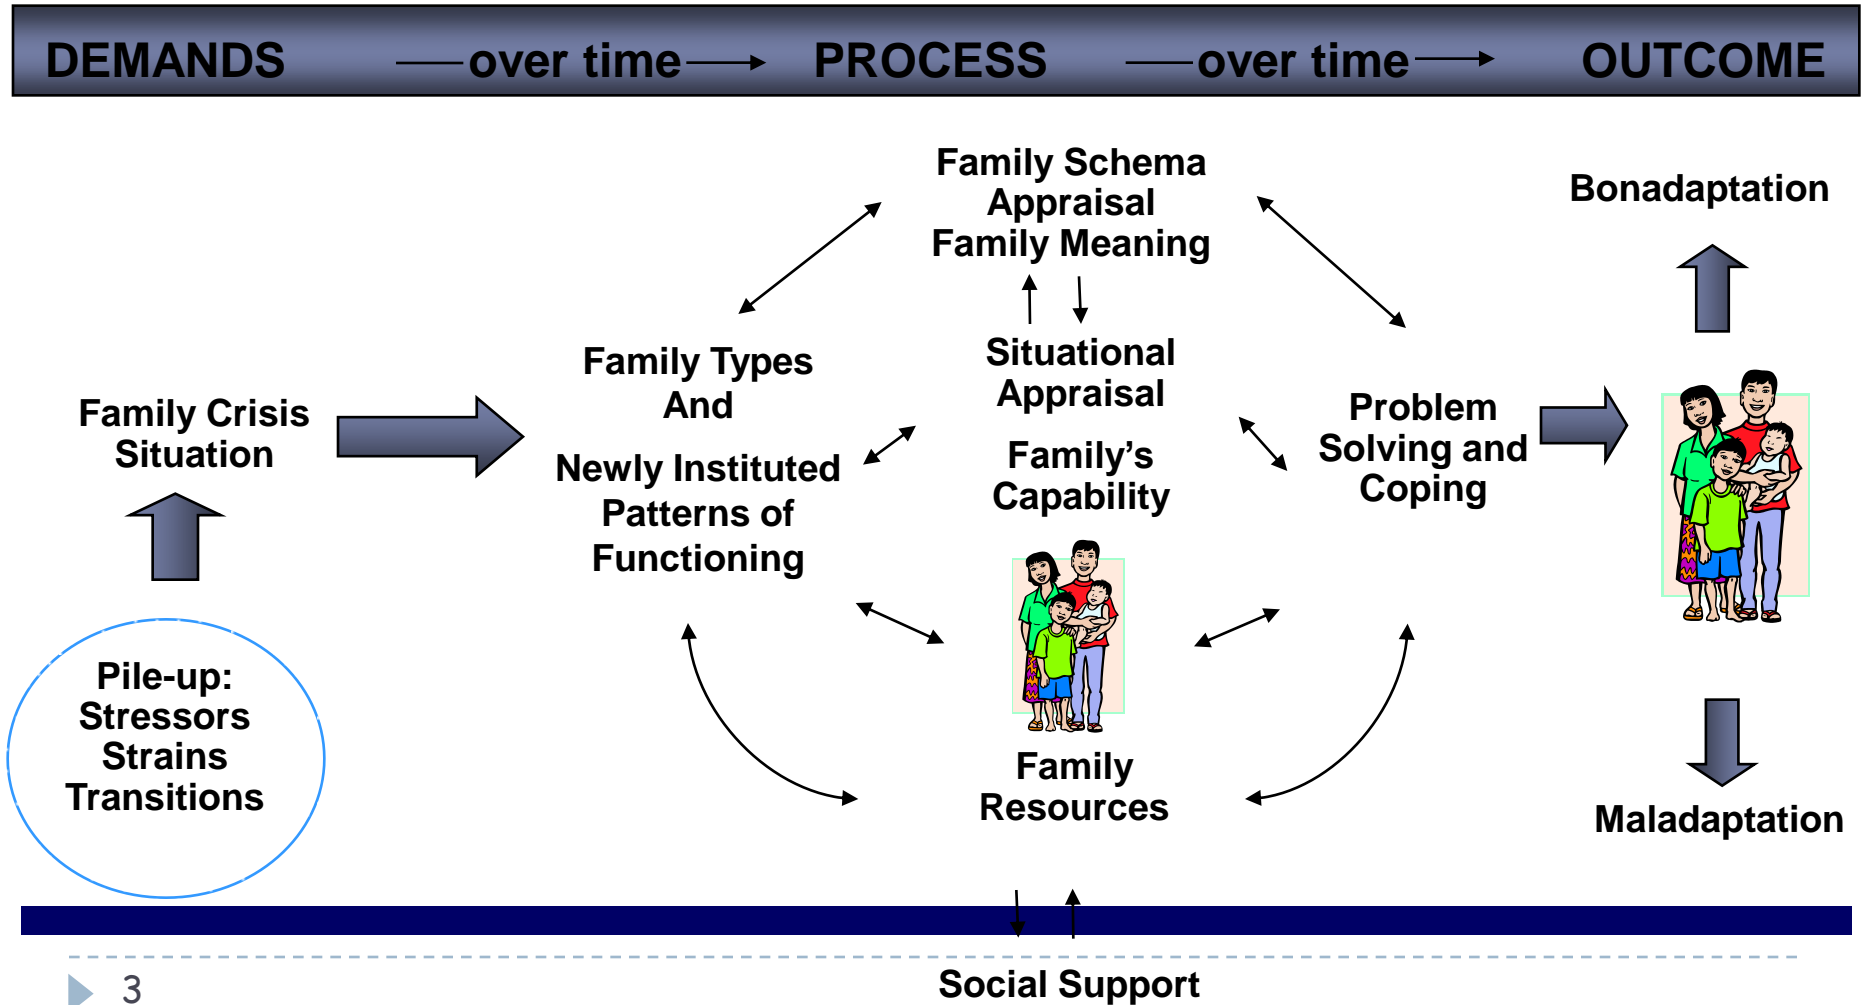 DEMANDS over time PROCESS over time OUTCOME
Family Schema
Appraisal
Family Meaning
Bonadaptation
Family Types
And
Newly Instituted
Patterns of
Functioning
Situational
Appraisal
Family's
Capability
Family Crisis
Situation
Problem
Solving and
Coping
Pile-up:
Stressors
Strains
Transitions
Family
Resources
Maladaptation
Social Support
3